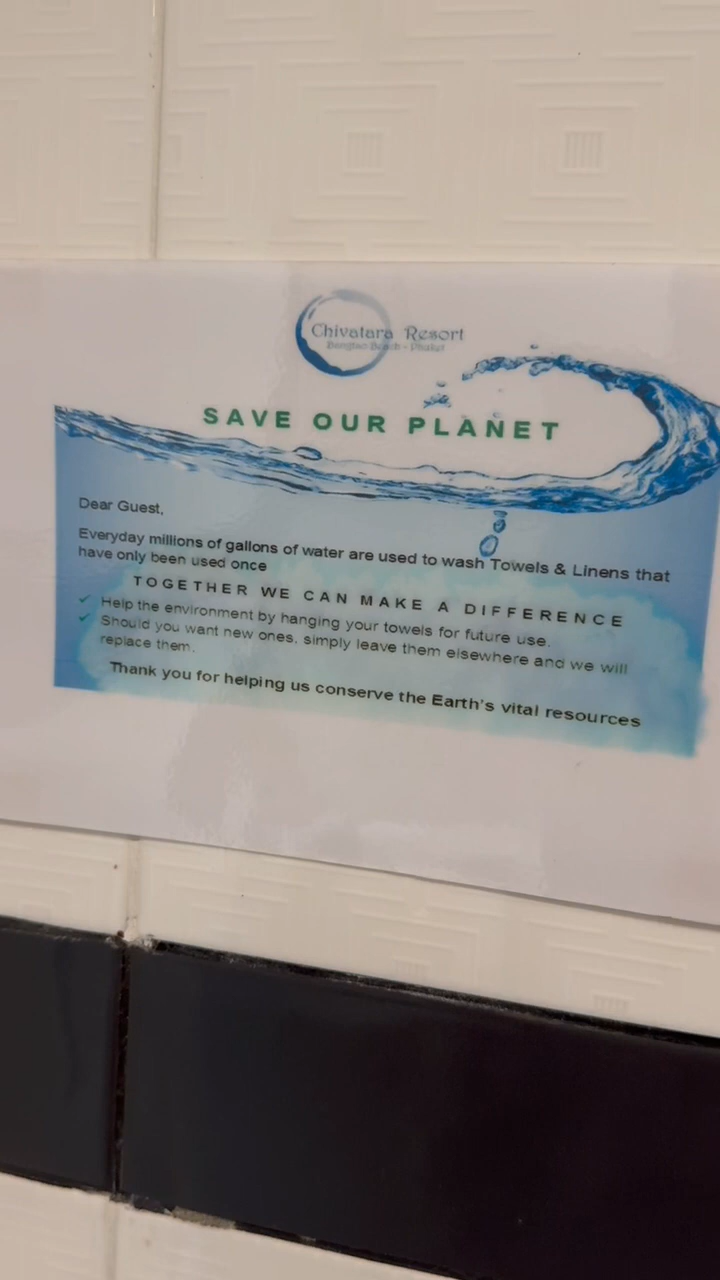 Chivatara Resort
Bangtao Beach - Phuket
SAVE OUR PLANET
Dear Guest,
Everyday millions of gallons of water are used to wash Towels & Linens that
have only been used once
TOGETHER WE CAN MAKE A DIFFERENCE
✓ Help the environment by hanging your towels for future use.
✓ Should you want new ones. simply leave them elsewhere and we will
replace them.
Thank you for helping us conserve the Earth's vital resources